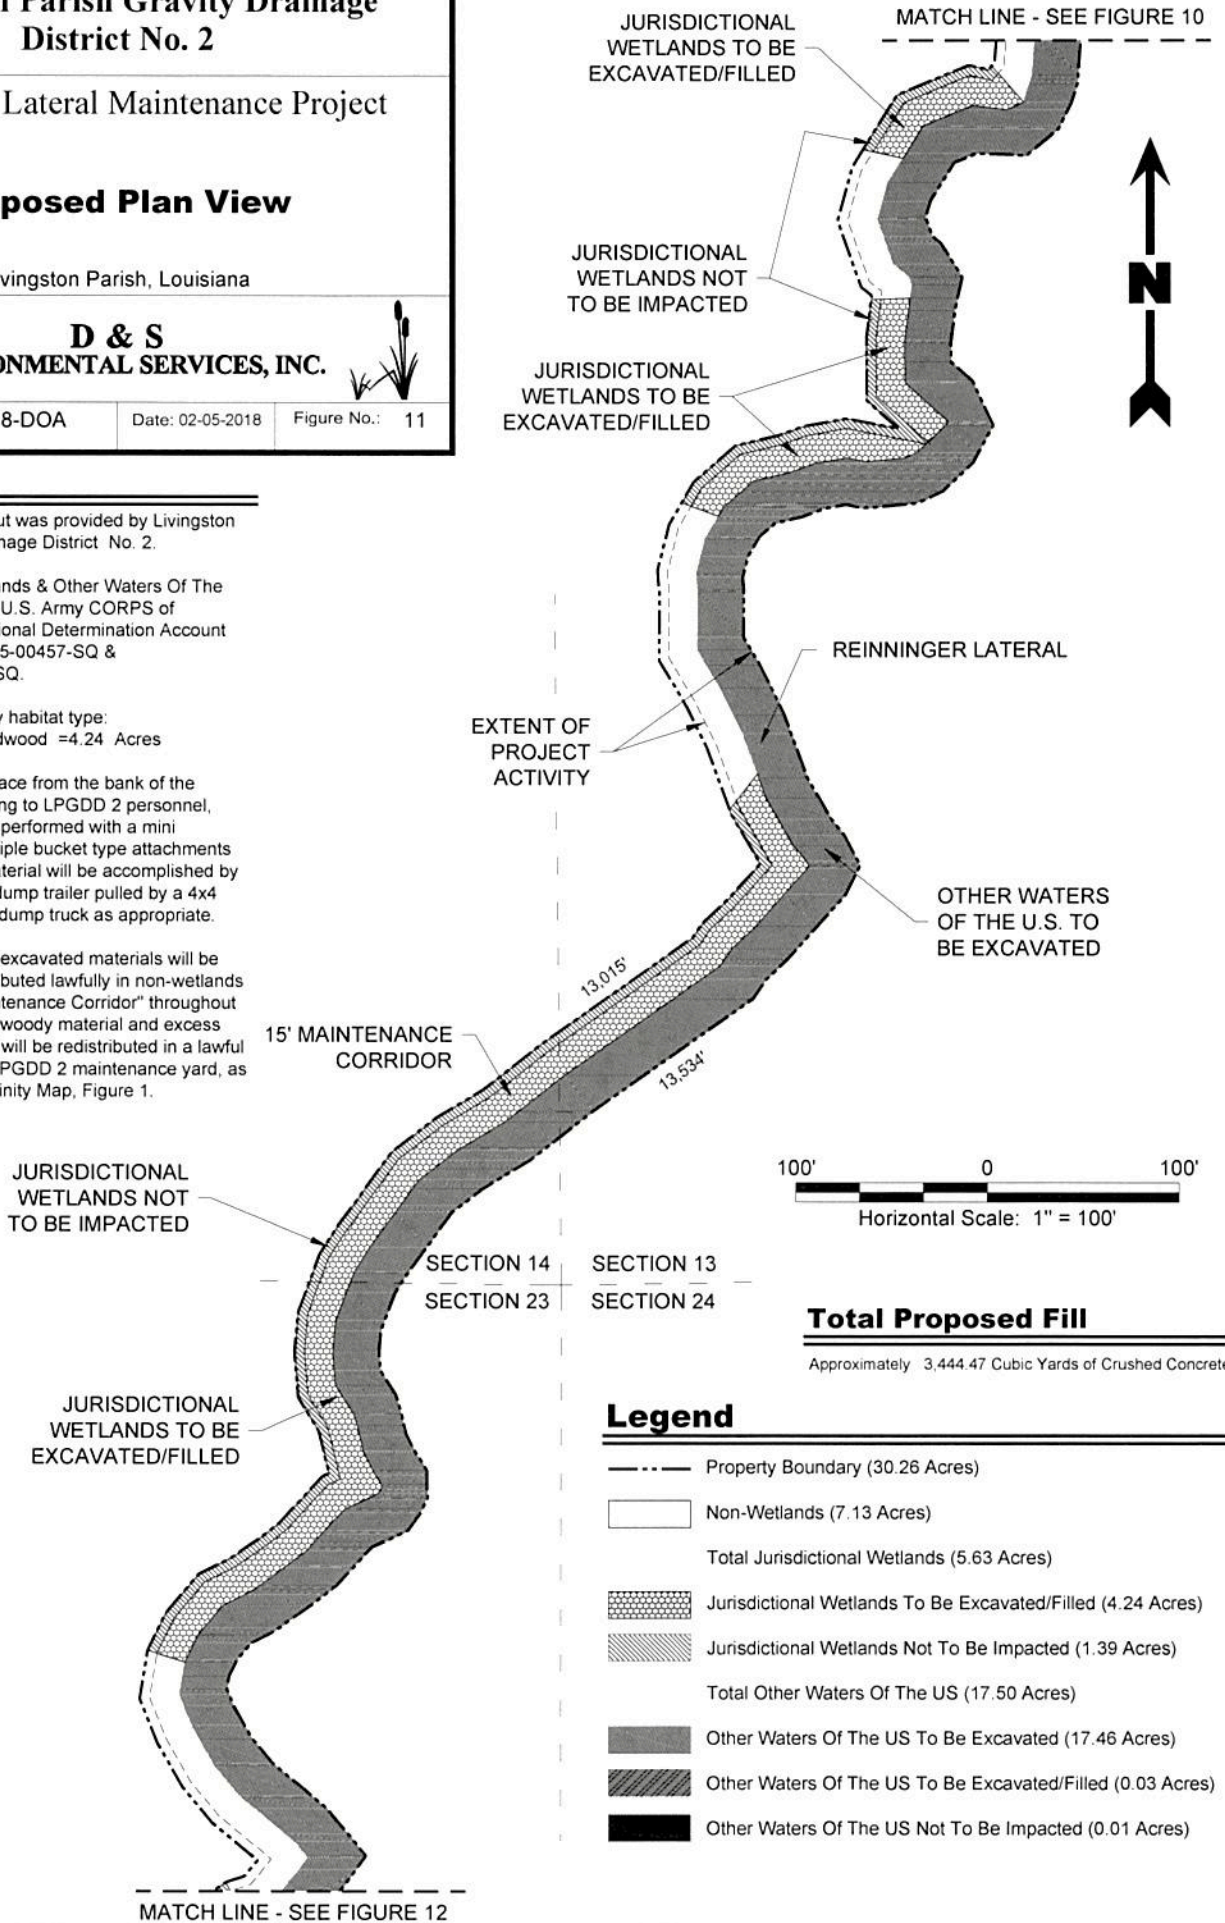 Parish Gravity Drainage
District No. 2
Lateral Maintenance Project
posed Plan View
vingston Parish, Louisiana
D & S
ONMENTAL SERVICES, INC.
8-DOA
Date: 02-05-2018
Figure No.: 11
ut was provided by Livingston
nage District No. 2.
nds & Other Waters Of The
U.S. Army CORPS of
ional Determination Account
5-00457-SQ &
SQ.
y habitat type:
dwood =4.24 Acres
ace from the bank of the
ng to LPGDD 2 personnel,
performed with a mini
iple bucket type attachments
aterial will be accomplished by
dump trailer pulled by a 4x4
dump truck as appropriate.
excavated materials will be
buted lawfully in non-wetlands
tenance Corridor" throughout
woody material and excess
will be redistributed in a lawful
PGDD 2 maintenance yard, as
inity Map, Figure 1.
MATCH LINE - SEE FIGURE 10
JURISDICTIONAL
WETLANDS TO BE
EXCAVATED/FILLED
JURISDICTIONAL
WETLANDS NOT
TO BE IMPACTED
JURISDICTIONAL
WETLANDS TO BE
EXCAVATED/FILLED
N
REINNINGER LATERAL
EXTENT OF
PROJECT
ACTIVITY
OTHER WATERS
OF THE U.S. TO
BE EXCAVATED
13,015'
13,534'
15' MAINTENANCE
CORRIDOR
JURISDICTIONAL
WETLANDS NOT
TO BE IMPACTED
100' 0 100'
Horizontal Scale: 1" = 100'
SECTION 14 SECTION 13
SECTION 23 SECTION 24
Total Proposed Fill
Approximately 3,444.47 Cubic Yards of Crushed Concrete
JURISDICTIONAL
WETLANDS TO BE
EXCAVATED/FILLED
Legend
Property Boundary (30.26 Acres)
Non-Wetlands (7.13 Acres)
Total Jurisdictional Wetlands (5.63 Acres)
Jurisdictional Wetlands To Be Excavated/Filled (4.24 Acres)
Jurisdictional Wetlands Not To Be Impacted (1.39 Acres)
Total Other Waters Of The US (17.50 Acres)
Other Waters Of The US To Be Excavated (17.46 Acres)
Other Waters Of The US To Be Excavated/Filled (0.03 Acres)
Other Waters Of The US Not To Be Impacted (0.01 Acres)
MATCH LINE - SEE FIGURE 12